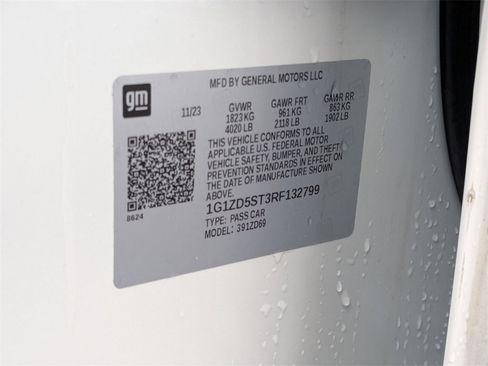 MFD BY GENERAL MOTORS LLC
gm
11/23 GVWR GAWR FRT GAWR RR
1823 KG 961 KG 863 KG
4020 LB 2118 LB 1902 LB
THIS VEHICLE CONFORMS TO ALL
APPLICABLE U.S. FEDERAL MOTOR
VEHICLE SAFETY, BUMPER, AND THEFT
PREVENTION STANDARDS IN EFFECT ON
THE DATE OF MANUFACTURE SHOWN
ABOVE.
1G1ZD5ST3RF132799
8624
TYPE: PASS CAR
MODEL: 391ZD69